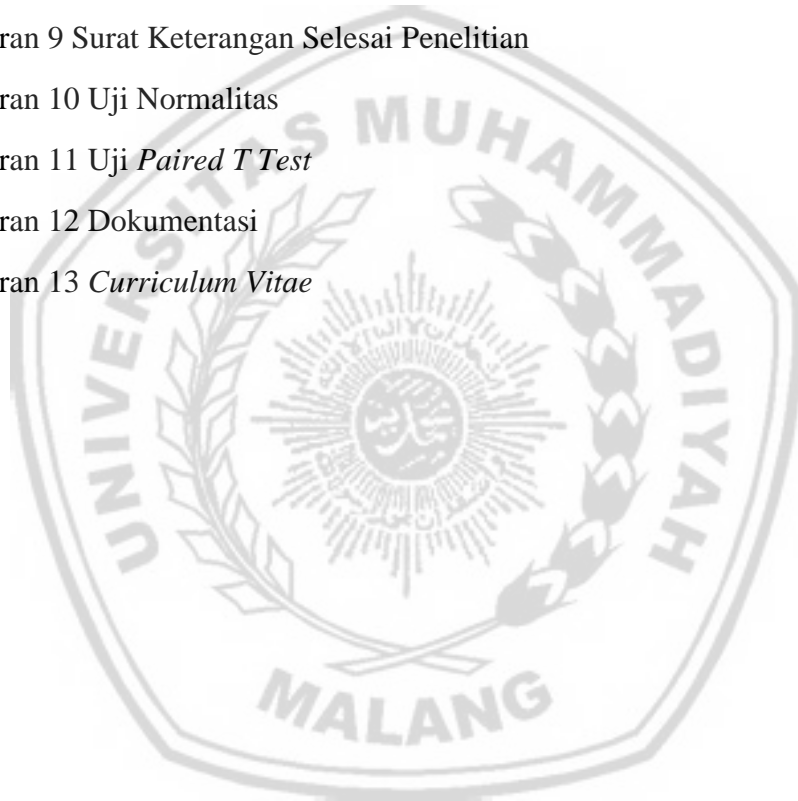 ran 9 Surat Keterangan Selesai Penelitian
ran 10 Uji Normalitas
ran 11 Uji Paired T Test
ran 12 Dokumentasi
ran 13 Curriculum Vitae
UNIVERSITAS MUHAMMADIYAH
MALANG